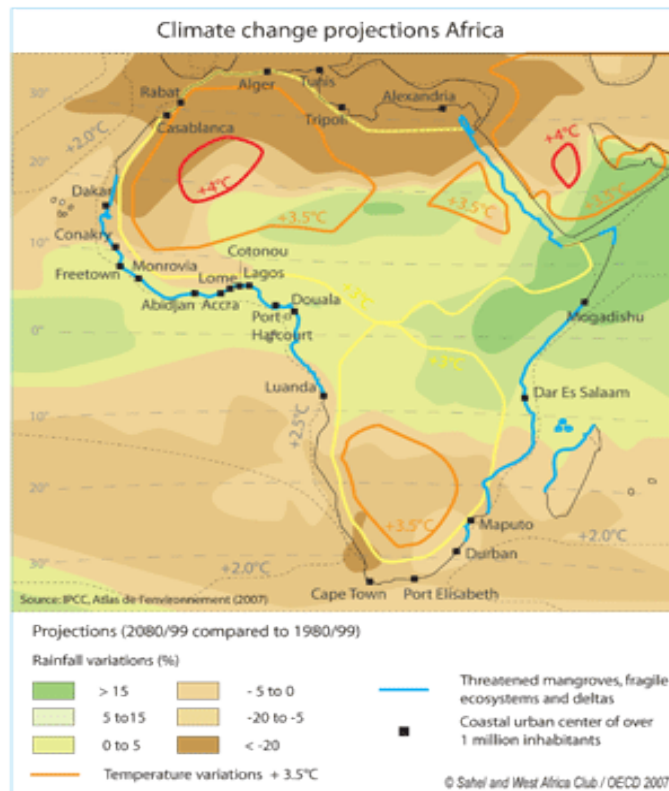 Climate change projections Africa
30°
20°
10°
0°
10°
20°
30°
+2.0°C
Rabat
Alger
Tunis
Alexandria
Casablanca
Tripoli
+4°C
+4°C
+3.5°C
+3.5°C
+3.5°C
Dakar
Conakry
Freetown
Monrovia
Cotonou
Lome
Lagos
Abidjan
Accra
Port
Harcourt
Douala
+3°C
+3°C
Mogadishu
Luanda
Dar Es Salaam
+2.5°C
+3.5°C
Maputo
+2.0°C
Durban
+2.0°C
Cape Town
Port Elisabeth
Source: IPCC, Atlas de l'environnement (2007)
Projections (2080/99 compared to 1980/99)
Rainfall variations (%)
> 15
- 5 to 0
5 to15
-20 to -5
0 to 5
< -20
Temperature variations + 3.5°C
Threatened mangroves, fragile
ecosystems and deltas
Coastal urban center of over
1 million inhabitants
© Sahel and West Africa Club / OECD 2007